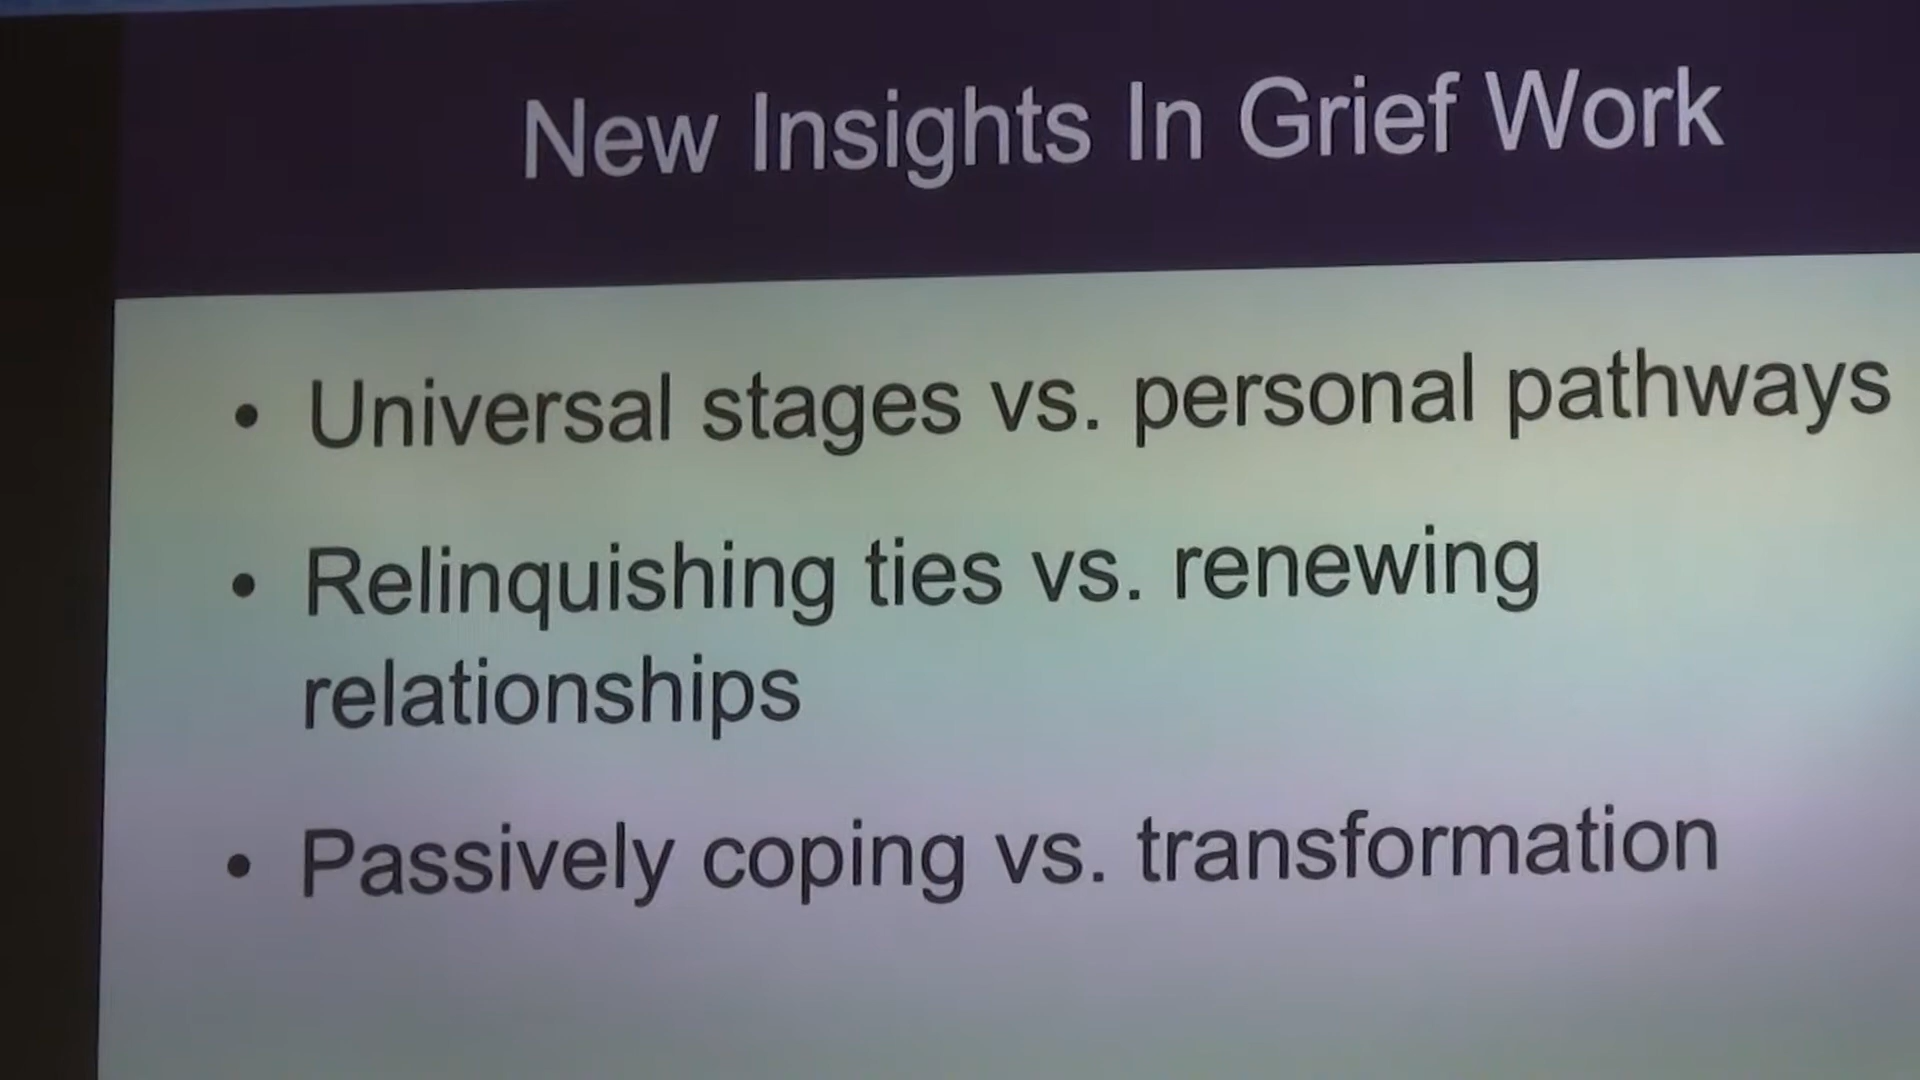 New Insights In Grief Work
• Universal stages vs. personal pathways
• Relinquishing ties vs. renewing
relationships
• Passively coping vs. transformation